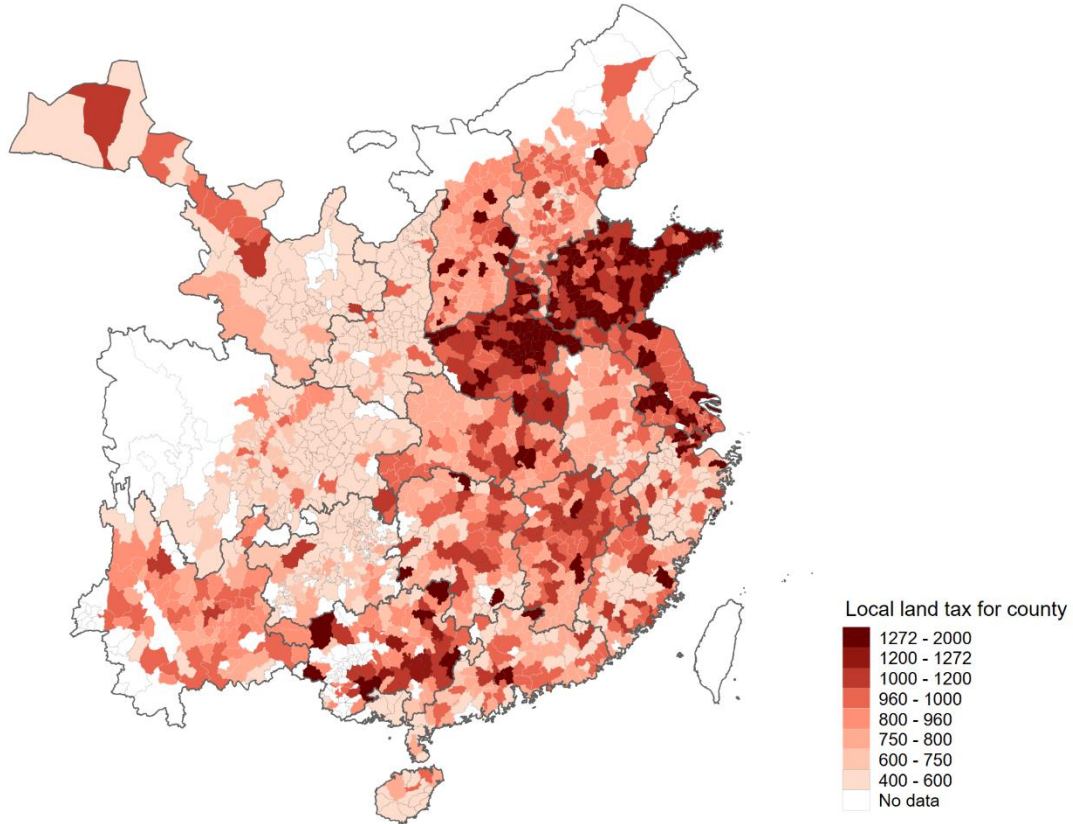 Local land tax for county
1272 - 2000
1200 - 1272
1000 - 1200
960 - 1000
800 - 960
750 - 800
600 - 750
400 - 600
No data